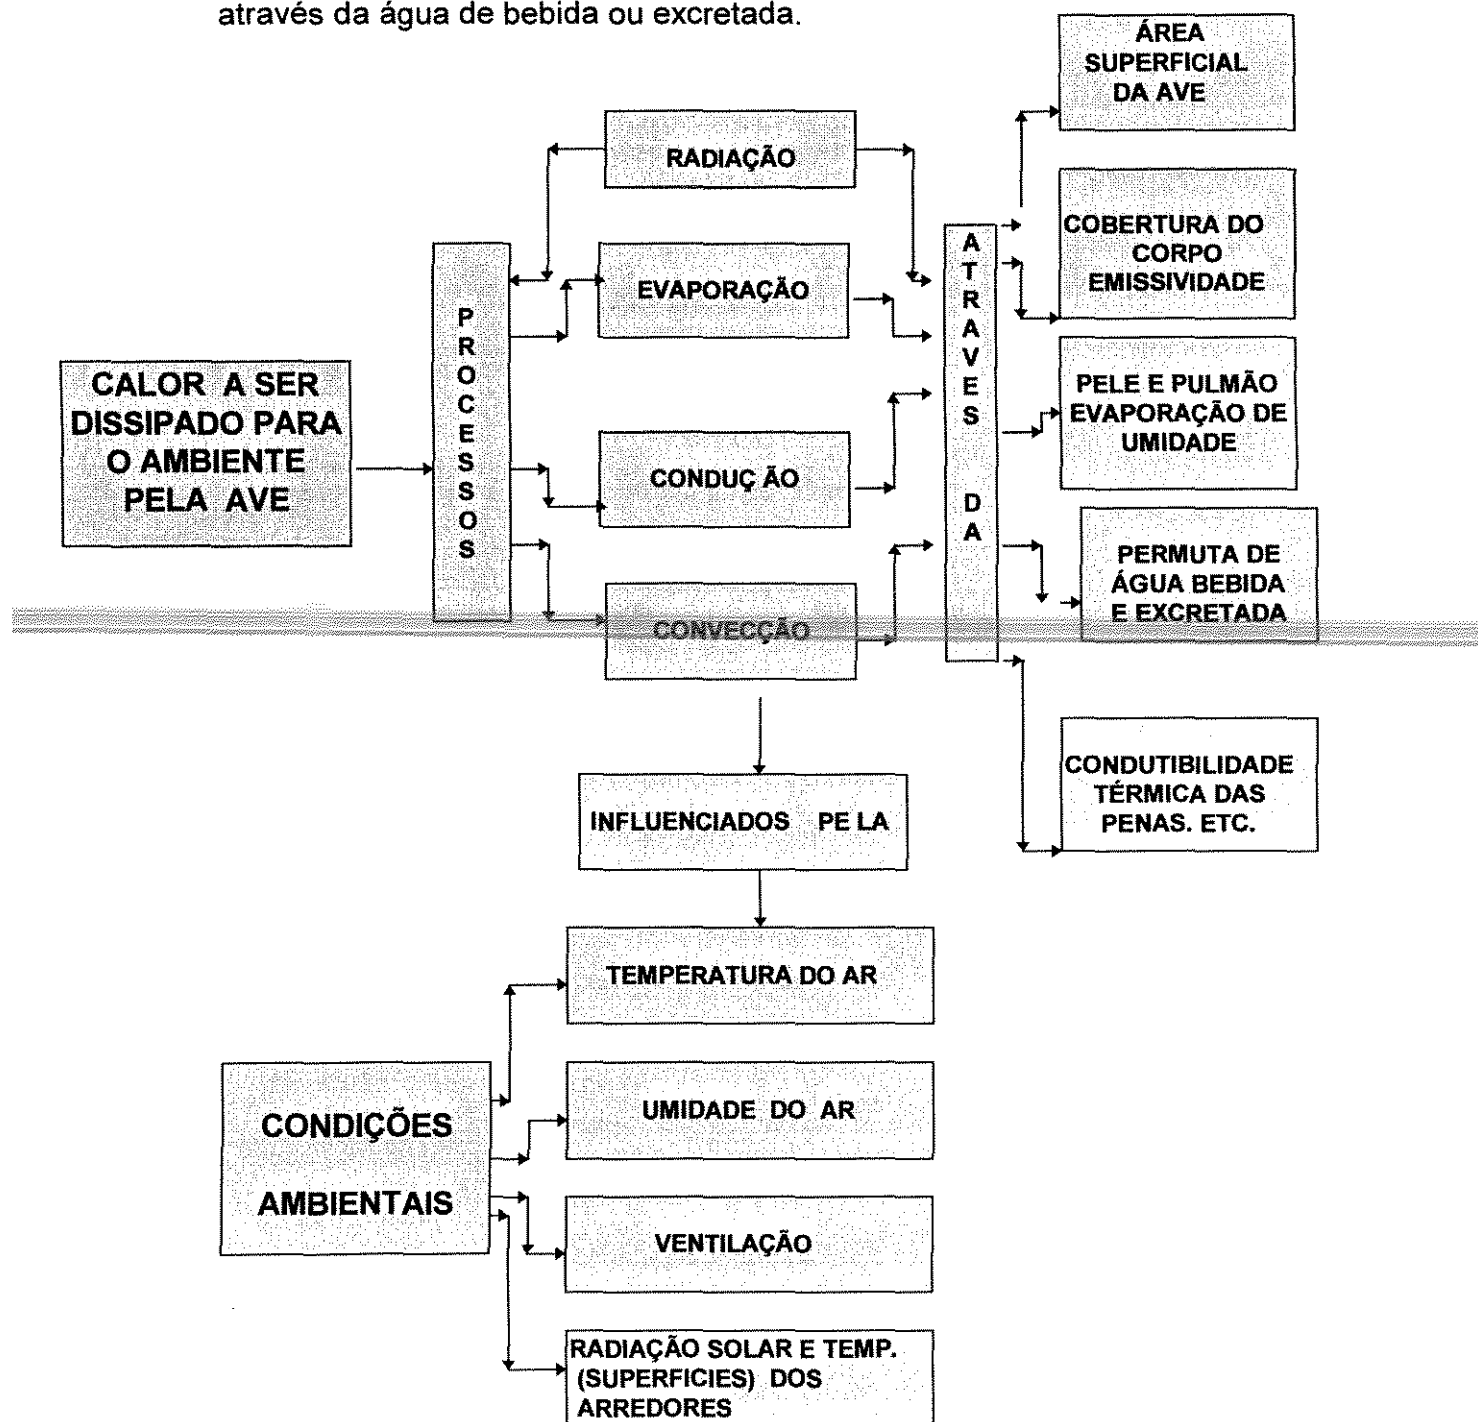 através da água de bebida ou excretada.
ÁREA
SUPERFICIAL
DA AVE
RADIAÇÃO
COBERTURA DO
CORPO
EMISSIVIDADE
EVAPORAÇÃO
PROCESSOS
ATRAVES DA
CALOR A SER
DISSIPADO PARA
O AMBIENTE
PELA AVE
PELE E PULMÃO
EVAPORAÇÃO DE
UMIDADE
CONDUÇ ÃO
PERMUTA DE
ÁGUA BEBIDA
E EXCRETADA
CONVECÇÃO
CONDUTIBILIDADE
TÉRMICA DAS
PENAS. ETC.
INFLUENCIADOS PE LA
TEMPERATURA DO AR
CONDIÇÕES
AMBIENTAIS
UMIDADE DO AR
VENTILAÇÃO
RADIAÇÃO SOLAR E TEMP.
(SUPERFICIES) DOS
ARREDORES